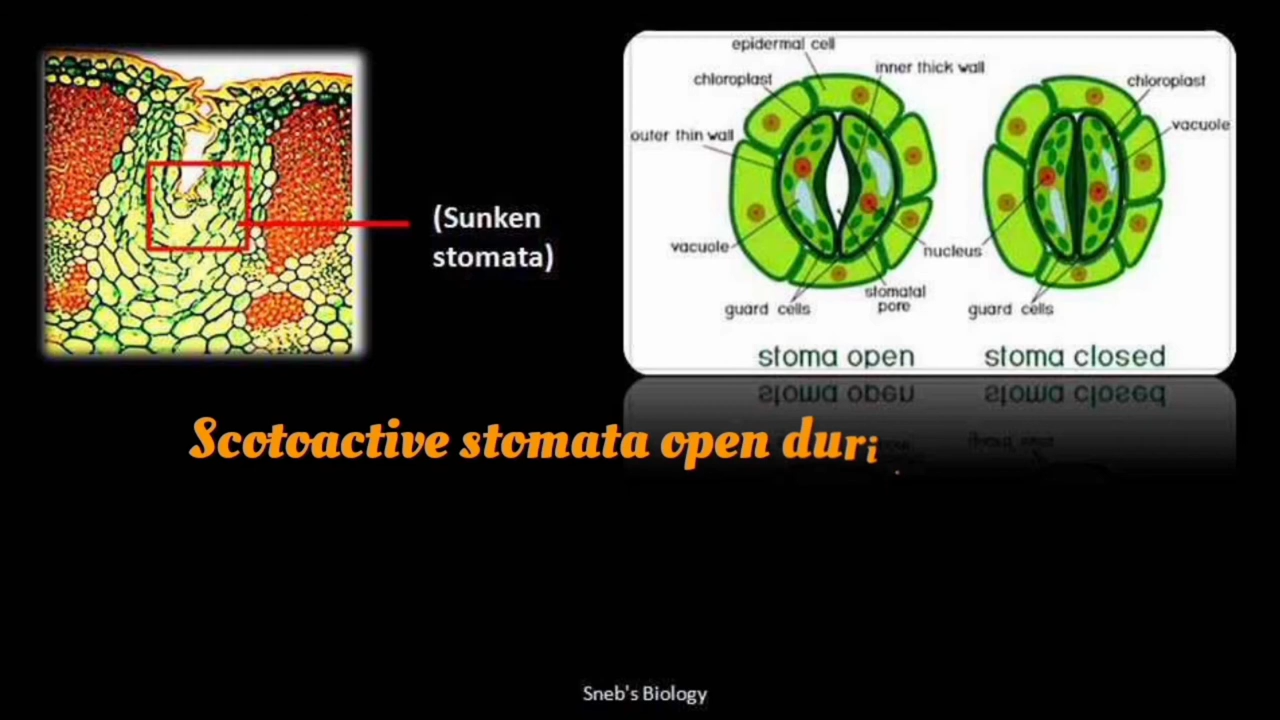 (Sunken
stomata)
epidermal cell
inner thick wall
chloroplast
chloroplast
outer thin wall
vacuole
vacuole
nucleus
stomatal
pore
guard cells
guard cells
stoma open
stoma closed
Scotoactive stomata open duri
Sneb's Biology